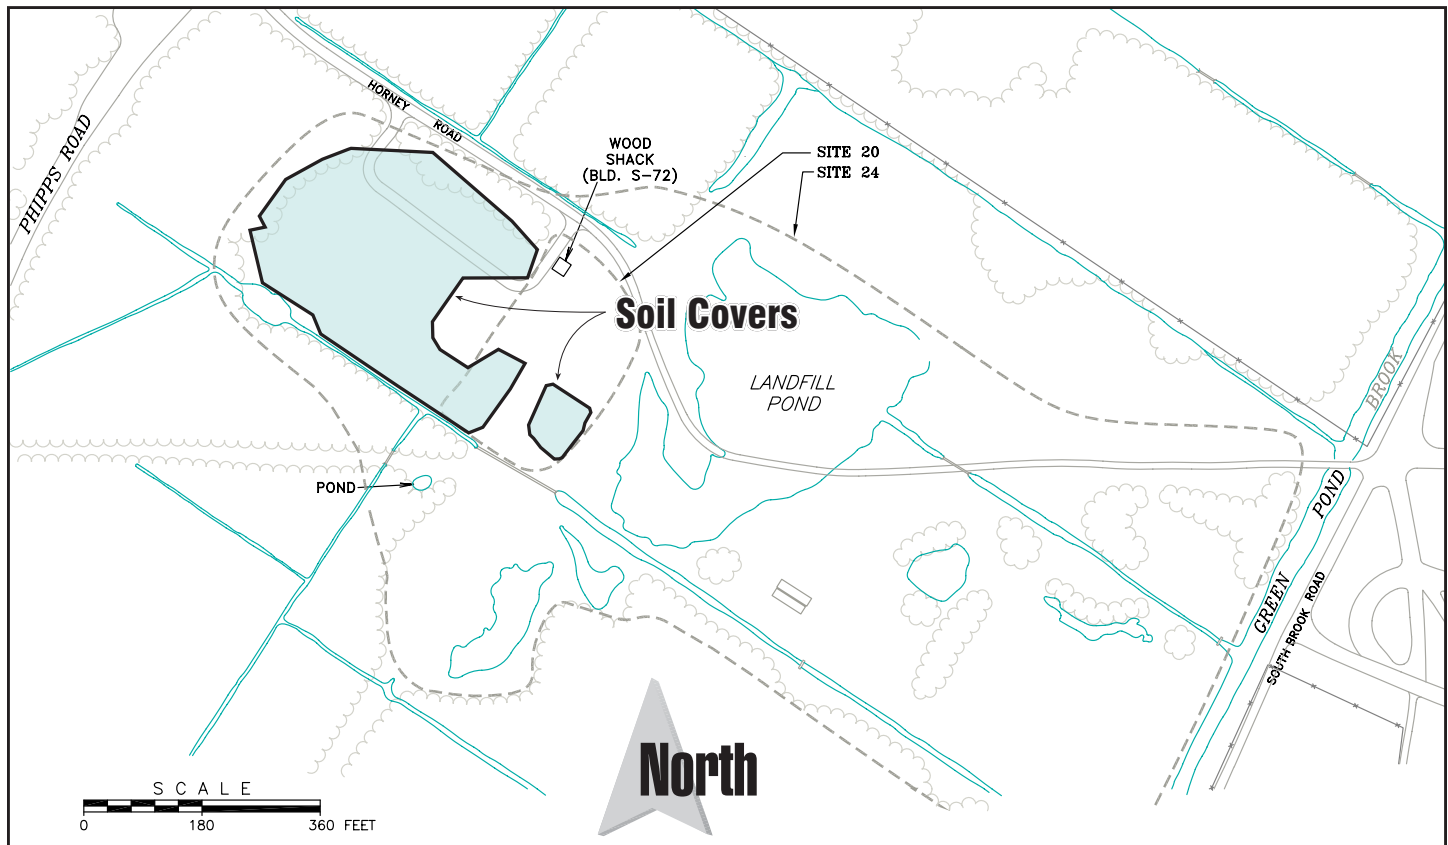 PHIPPS ROAD
HORNEY
ROAD
WOOD
SHACK
(BLD. S-72)
SITE 20
SITE 24
Soil Covers
LANDFILL
POND
BROOK
POND
GREEN
SOUTH BROOK ROAD
POND
North
SCALE
0 180 360 FEET